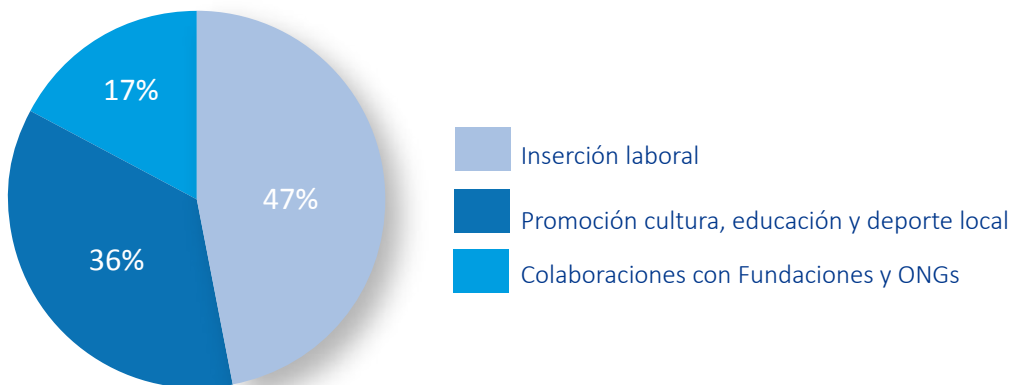 17%
47%
36%
Inserción laboral
Promoción cultura, educación y deporte local
Colaboraciones con Fundaciones y ONGs